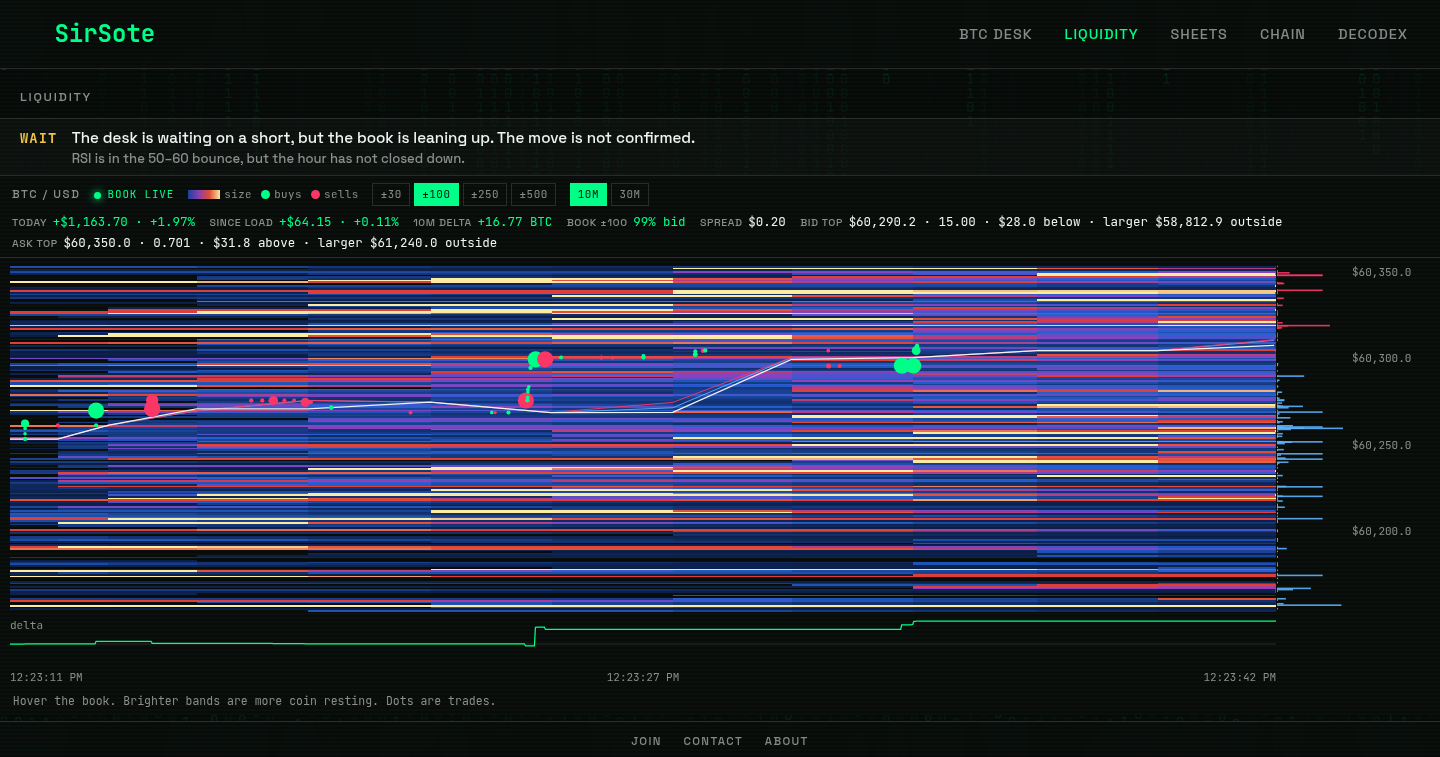 SirSote
BTC DESK LIQUIDITY SHEETS CHAIN DECODEX
LIQUIDITY
WAIT The desk is waiting on a short, but the book is leaning up. The move is not confirmed.
RSI is in the 50–60 bounce, but the hour has not closed down.
BTC / USD BOOK LIVE size buys sells ±30 ±100 ±250 ±500 10M 30M
TODAY +$1,163.70 · +1.97% SINCE LOAD +$64.15 · +0.11% 10M DELTA +16.77 BTC BOOK ±100 99% bid SPREAD $0.20 BID TOP $60,290.2 · 15.00 · $28.0 below · larger $58,812.9 outside
ASK TOP $60,350.0 · 0.701 · $31.8 above · larger $61,240.0 outside
$60,350.0
$60,300.0
$60,250.0
$60,200.0
delta
12:23:11 PM 12:23:27 PM 12:23:42 PM
Hover the book. Brighter bands are more coin resting. Dots are trades.
JOIN CONTACT ABOUT